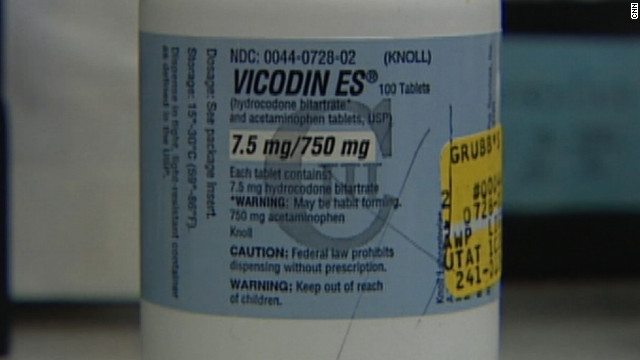 NDC: 0044-0728-02 (KNOLL)
VICODIN ES® 100 Tablets
(hydrocodone bitartrate*
and acetaminophen tablets, USP)
7.5 mg/750 mg
Each tablet contains:
7.5 mg hydrocodone bitartrate
*WARNING: May be habit forming.
750 mg acetaminophen
Knoll
CAUTION: Federal law prohibits
dispensing without prescription.
WARNING: Keep out of reach
of children.
Dosage: See package insert.
Storage: 15°-30°C (59°-86°F).
Dispense in tight, light-resistant container
as defined in the USP.
C
III
GRUBB'S
0728-
AWP
UTAT
241-
CNN